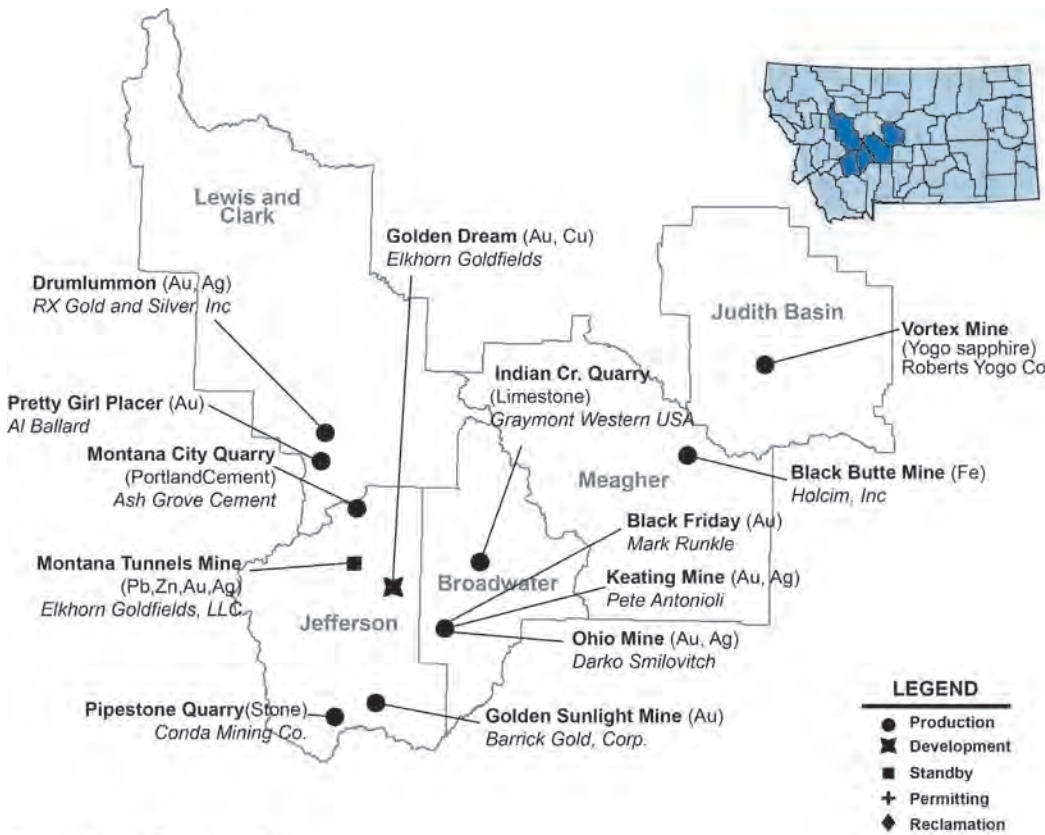 Lewis and
Clark
Golden Dream (Au, Cu)
Elkhorn Goldfields
Drumlummon (Au, Ag)
RX Gold and Silver, Inc
Judith Basin
Vortex Mine
(Yogo sapphire)
Roberts Yogo Co
Indian Cr. Quarry
(Limestone)
Graymont Western USA
Pretty Girl Placer (Au)
Al Ballard
Montana City Quarry
(PortlandCement)
Ash Grove Cement
Meagher
Black Butte Mine (Fe)
Holcim, Inc
Black Friday (Au)
Mark Runkle
Montana Tunnels Mine
(Pb,Zn,Au,Ag)
Elkhorn Goldfields, LLC
Broadwater
Keating Mine (Au, Ag)
Pete Antonioli
Jefferson
Ohio Mine (Au, Ag)
Darko Smilovitch
Pipestone Quarry(Stone)
Conda Mining Co.
Golden Sunlight Mine (Au)
Barrick Gold, Corp.
LEGEND
Production
Development
Standby
Permitting
Reclamation